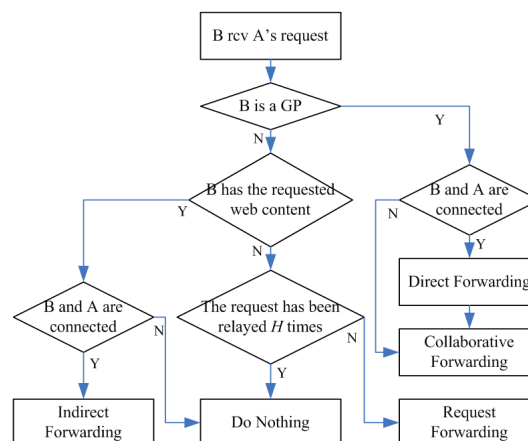 B rcv A's request
B is a GP
Y
N
B has the requested
web content
Y
B and A are
connected
N
Y
N
Direct Forwarding
B and A are
connected
N
The request has been
relayed H times
N
Collaborative
Forwarding
Y
Y
Indirect
Forwarding
Do Nothing
Request
Forwarding